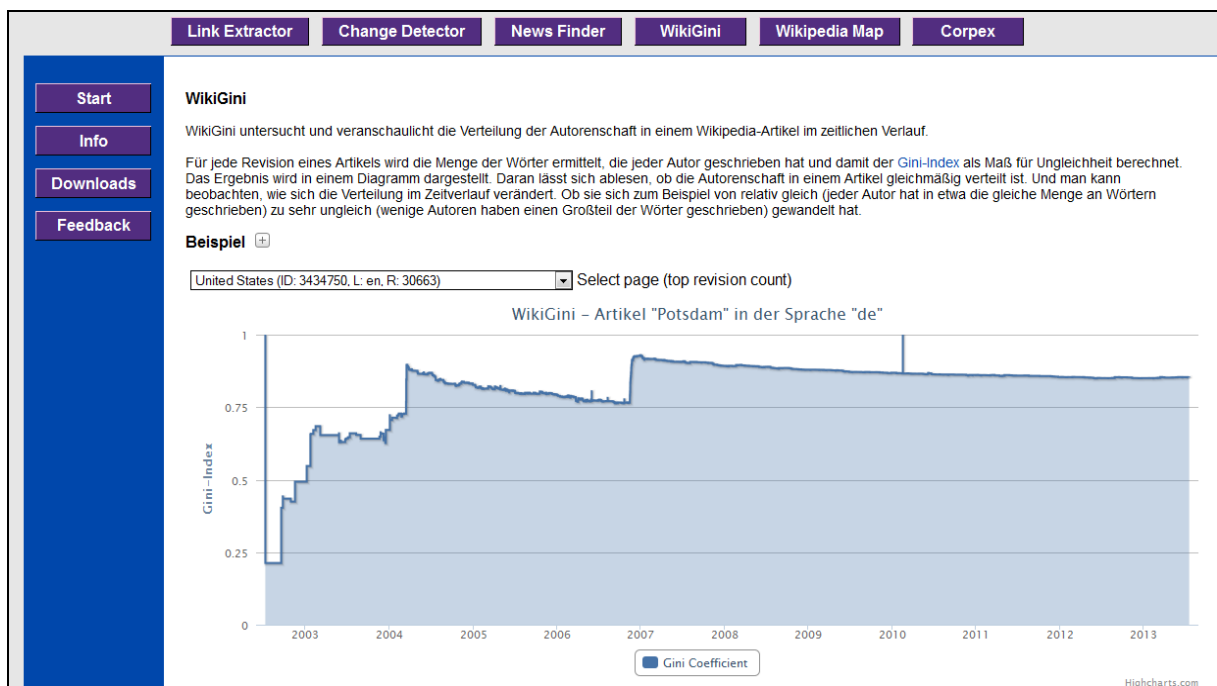 Link Extractor Change Detector News Finder WikiGini Wikipedia Map Corpex
Start
Info
Downloads
Feedback
WikiGini
WikiGini untersucht und veranschaulicht die Verteilung der Autorenschaft in einem Wikipedia-Artikel im zeitlichen Verlauf.
Für jede Revision eines Artikels wird die Menge der Wörter ermittelt, die jeder Autor geschrieben hat und damit der Gini-Index als Maß für Ungleichheit berechnet.
Das Ergebnis wird in einem Diagramm dargestellt. Daran lässt sich ablesen, ob die Autorenschaft in einem Artikel gleichmäßig verteilt ist. Und man kann
beobachten, wie sich die Verteilung im Zeitverlauf verändert. Ob sie sich zum Beispiel von relativ gleich (jeder Autor hat in etwa die gleiche Menge an Wörtern
geschrieben) zu sehr ungleich (wenige Autoren haben einen Großteil der Wörter geschrieben) gewandelt hat.
Beispiel +
United States (ID: 3434750, L: en, R: 30663) Select page (top revision count)
WikiGini – Artikel "Potsdam" in der Sprache "de"
Gini-Index
1
0.75
0.5
0.25
0
2003 2004 2005 2006 2007 2008 2009 2010 2011 2012 2013
Gini Coefficient
Highcharts.com